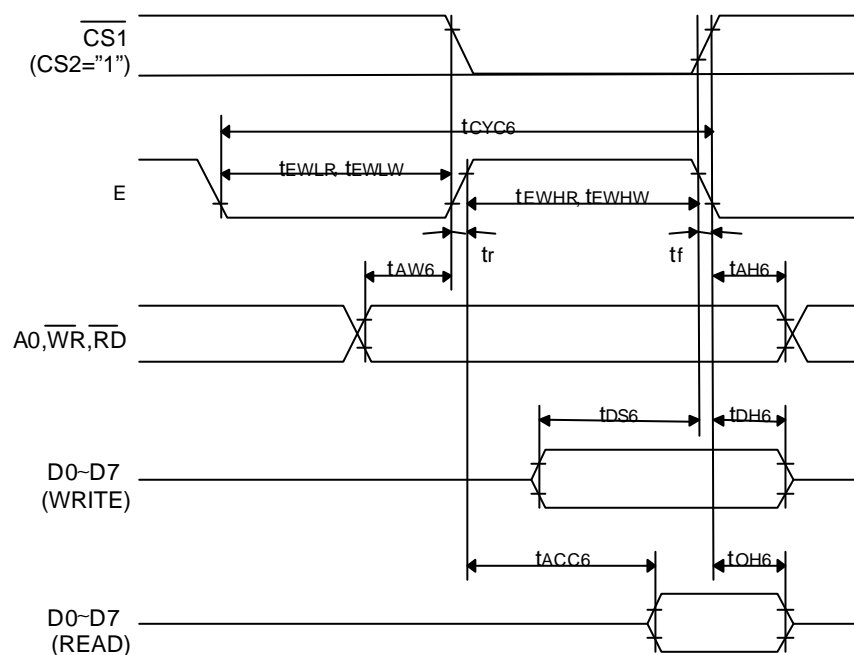 CS1
(CS2="1")
tCYC6
tEWLR, tEWLW
E
tEWHR, tEWHW
tr
tf
tAW6
tAH6
A0,WR,RD
tDS6
tDH6
D0~D7
(WRITE)
tACC6
tOH6
D0~D7
(READ)